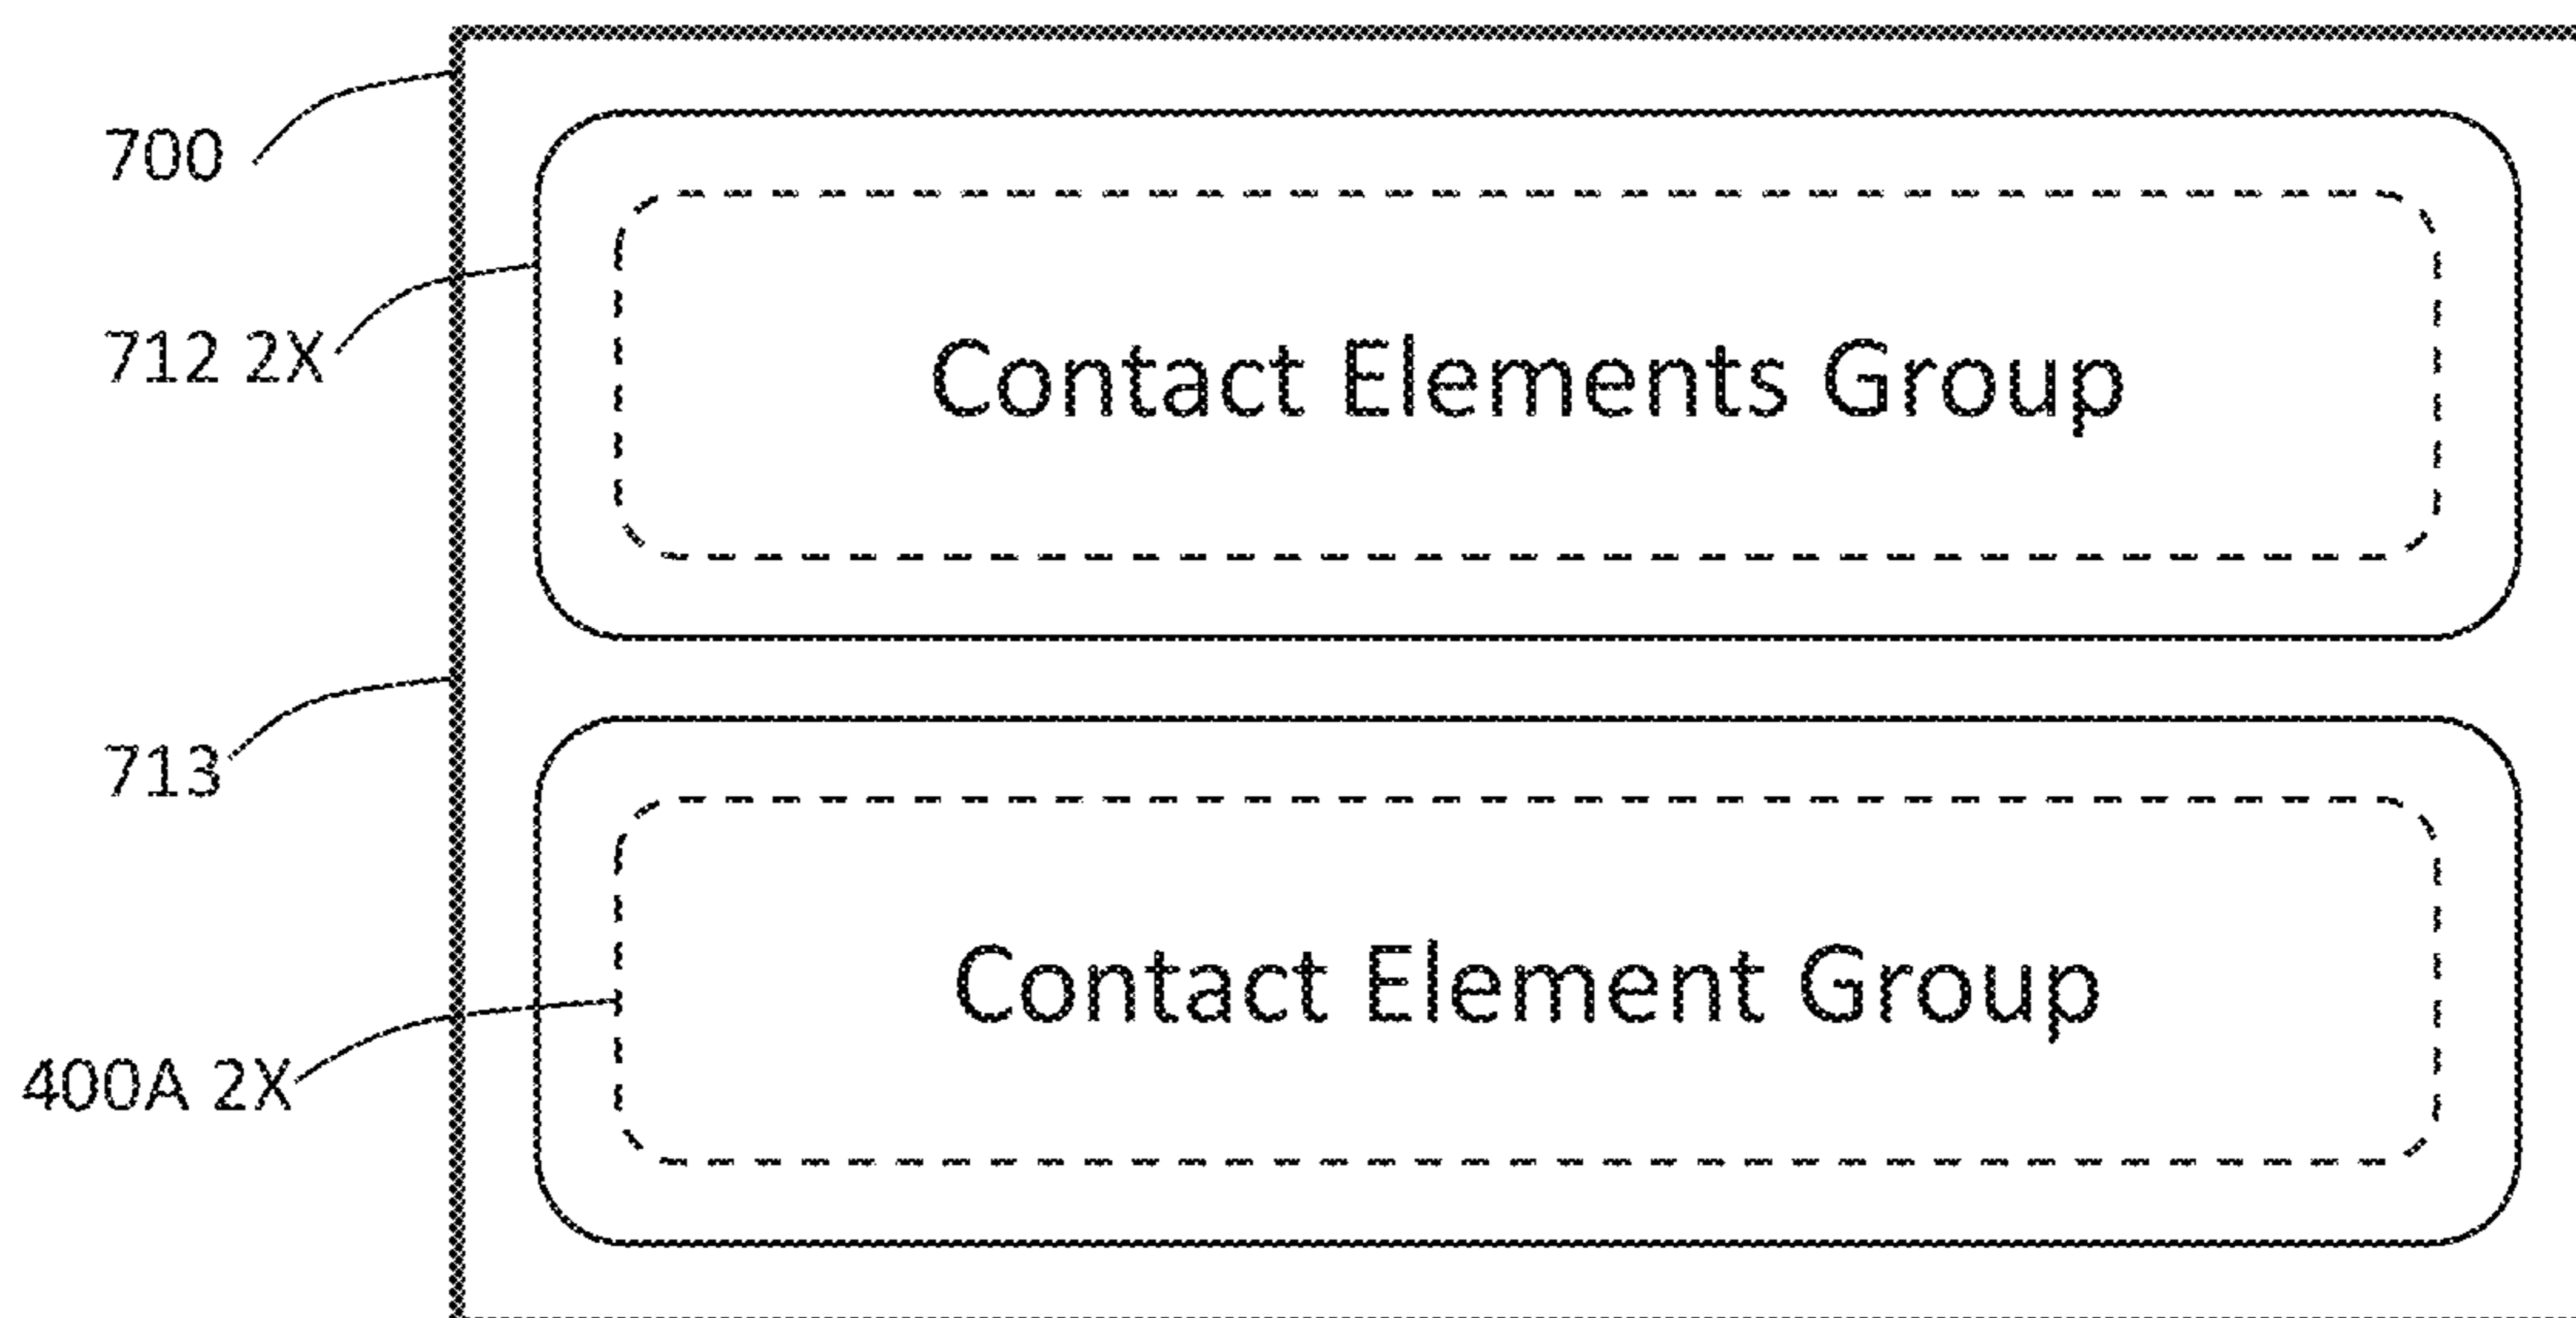 700
712 2X
Contact Elements Group
713
Contact Element Group
400A 2X